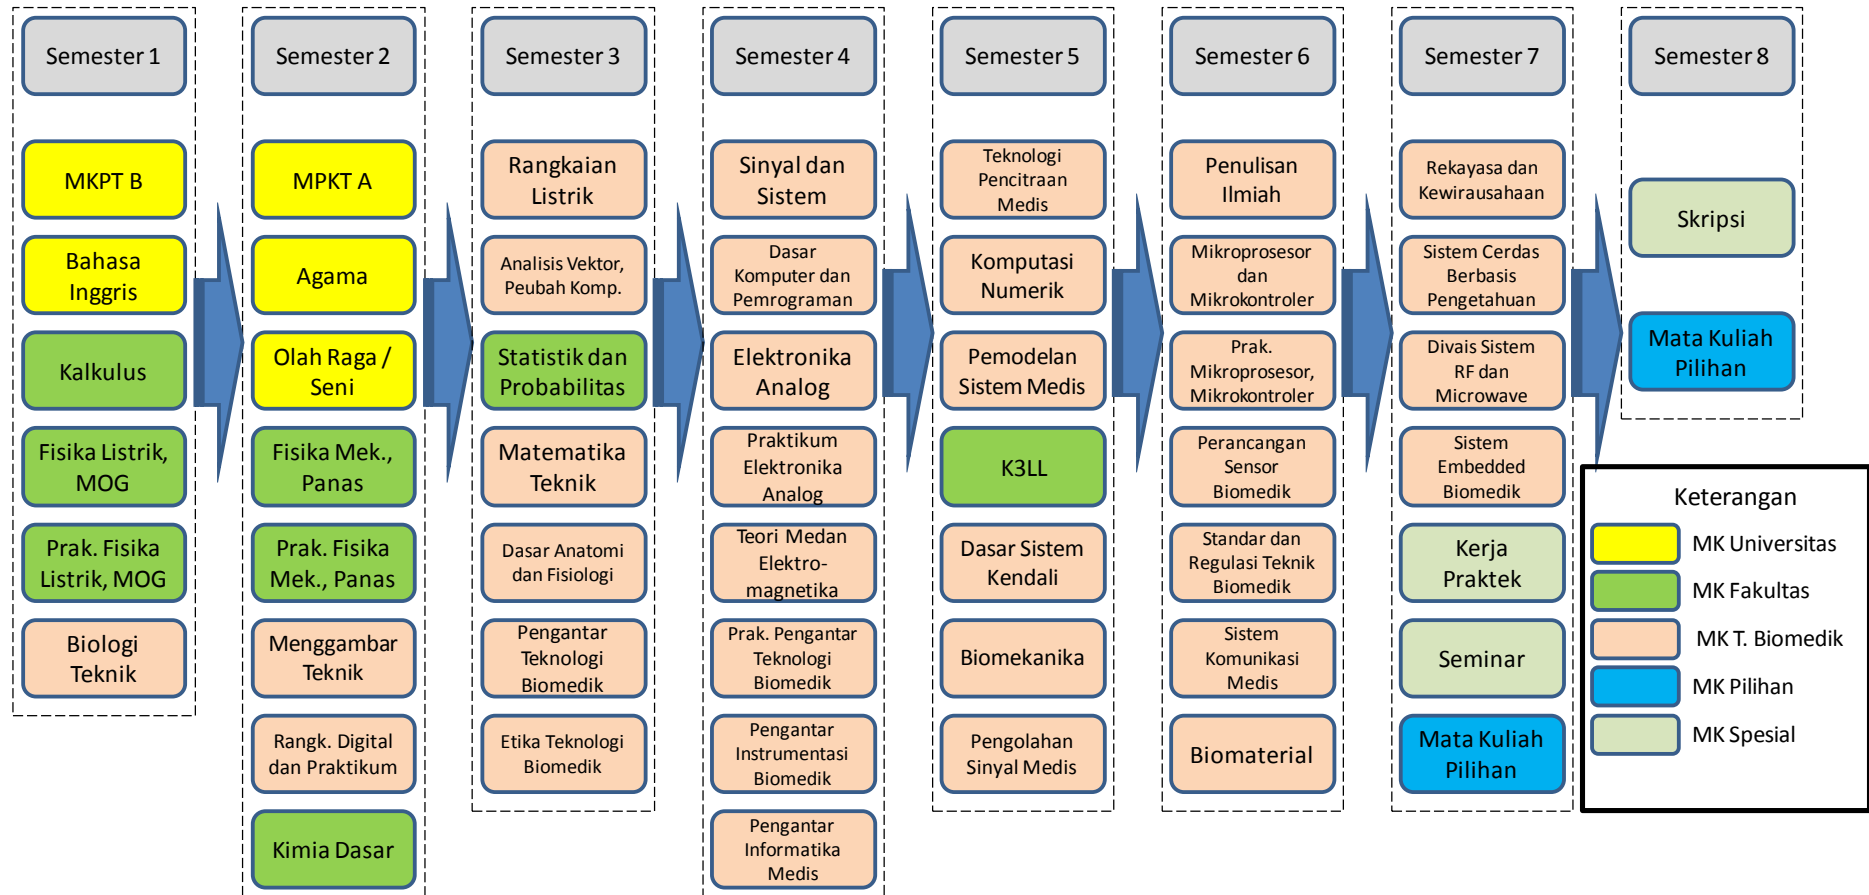 Semester 1
MKPT B
Bahasa
Inggris
Kalkulus
Fisika Listrik,
MOG
Prak. Fisika
Listrik, MOG
Biologi
Teknik
Semester 2
MPKT A
Agama
Olah Raga /
Seni
Fisika Mek.,
Panas
Prak. Fisika
Mek., Panas
Menggambar
Teknik
Rangk. Digital
dan Praktikum
Kimia Dasar
Semester 3
Rangkaian
Listrik
Analisis Vektor,
Peubah Komp.
Statistik dan
Probabilitas
Matematika
Teknik
Dasar Anatomi
dan Fisiologi
Pengantar
Teknologi
Biomedik
Etika Teknologi
Biomedik
Semester 4
Sinyal dan
Sistem
Dasar
Komputer dan
Pemrograman
Elektronika
Analog
Praktikum
Elektronika
Analog
Teori Medan
Elektro-
magnetika
Prak. Pengantar
Teknologi
Biomedik
Pengantar
Instrumentasi
Biomedik
Pengantar
Informatika
Medis
Semester 5
Teknologi
Pencitraan
Medis
Komputasi
Numerik
Pemodelan
Sistem Medis
K3LL
Dasar Sistem
Kendali
Biomekanika
Pengolahan
Sinyal Medis
Semester 6
Penulisan
Ilmiah
Mikroprosesor
dan
Mikrokontroler
Prak.
Mikroprosesor,
Mikrokontroler
Perancangan
Sensor
Biomedik
Standar dan
Regulasi Teknik
Biomedik
Sistem
Komunikasi
Medis
Biomaterial
Semester 7
Rekayasa dan
Kewirausahaan
Sistem Cerdas
Berbasis
Pengetahuan
Divais Sistem
RF dan
Microwave
Sistem
Embedded
Biomedik
Kerja
Praktek
Seminar
Mata Kuliah
Pilihan
Semester 8
Skripsi
Mata Kuliah
Pilihan
Keterangan
MK Universitas
MK Fakultas
MK T. Biomedik
MK Pilihan
MK Spesial